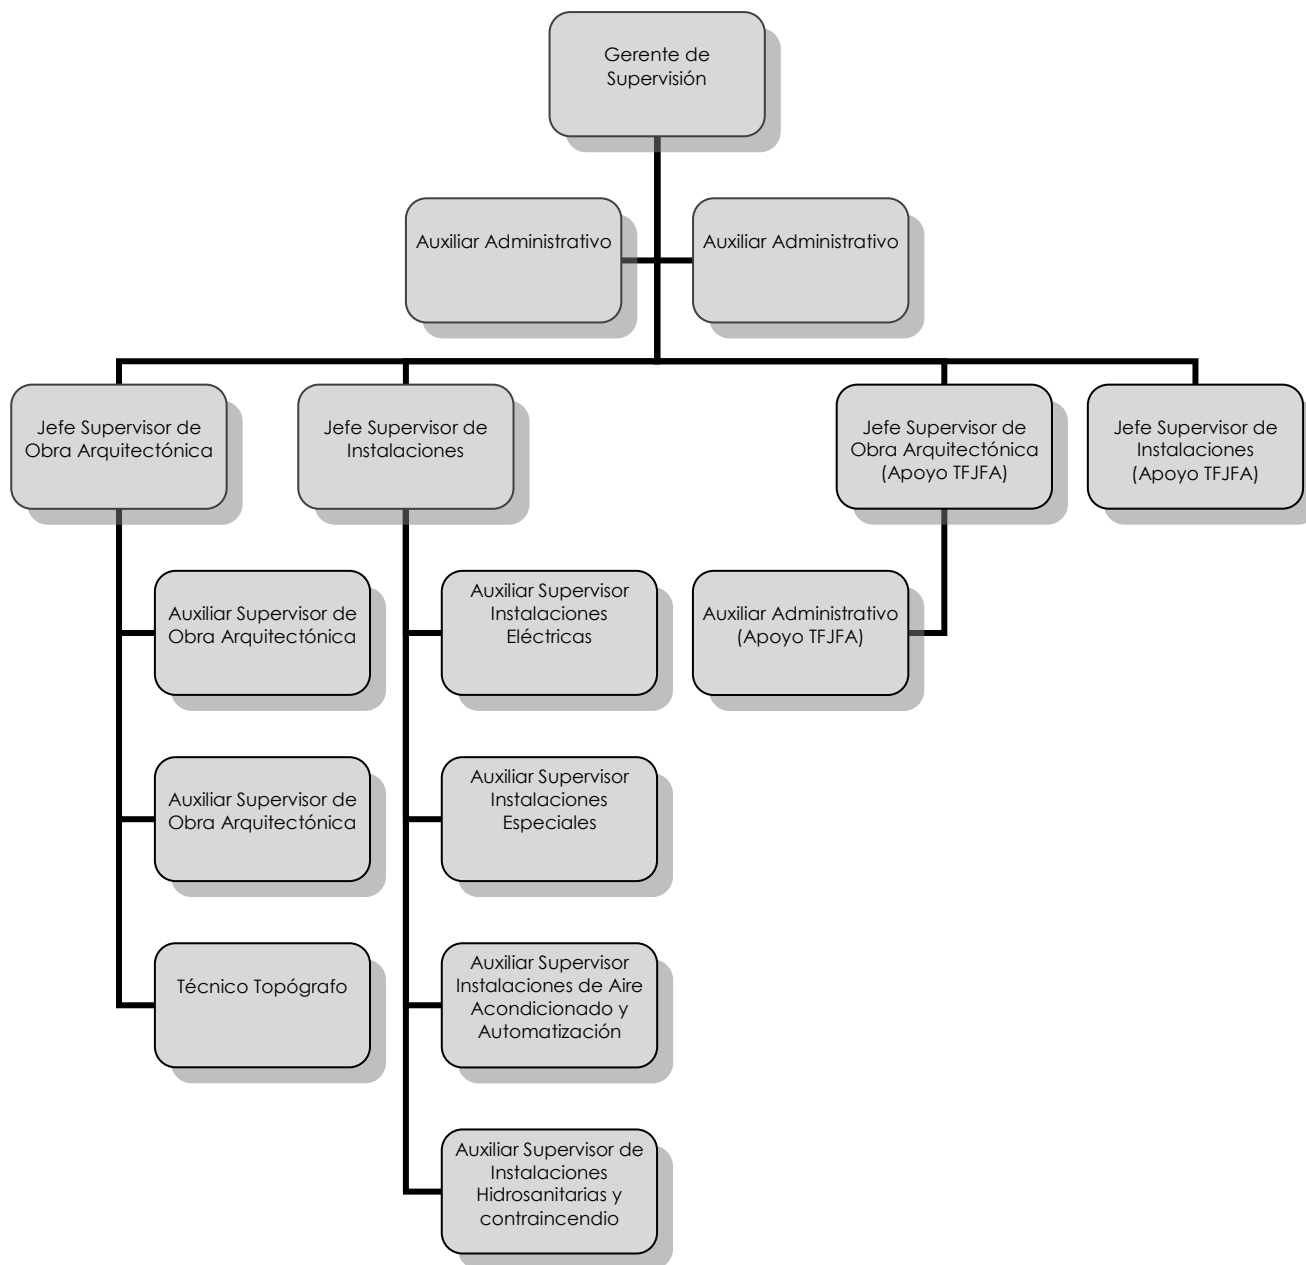 Gerente de
Supervisión
Auxiliar Administrativo
Auxiliar Administrativo
Jefe Supervisor de
Obra Arquitectónica
Jefe Supervisor de
Instalaciones
Jefe Supervisor de
Obra Arquitectónica
(Apoyo TFJFA)
Jefe Supervisor de
Instalaciones
(Apoyo TFJFA)
Auxiliar Supervisor de
Obra Arquitectónica
Auxiliar Supervisor
Instalaciones
Eléctricas
Auxiliar Administrativo
(Apoyo TFJFA)
Auxiliar Supervisor de
Obra Arquitectónica
Auxiliar Supervisor
Instalaciones
Especiales
Técnico Topógrafo
Auxiliar Supervisor
Instalaciones de Aire
Acondicionado y
Automatización
Auxiliar Supervisor de
Instalaciones
Hidrosanitarias y
contraincendio